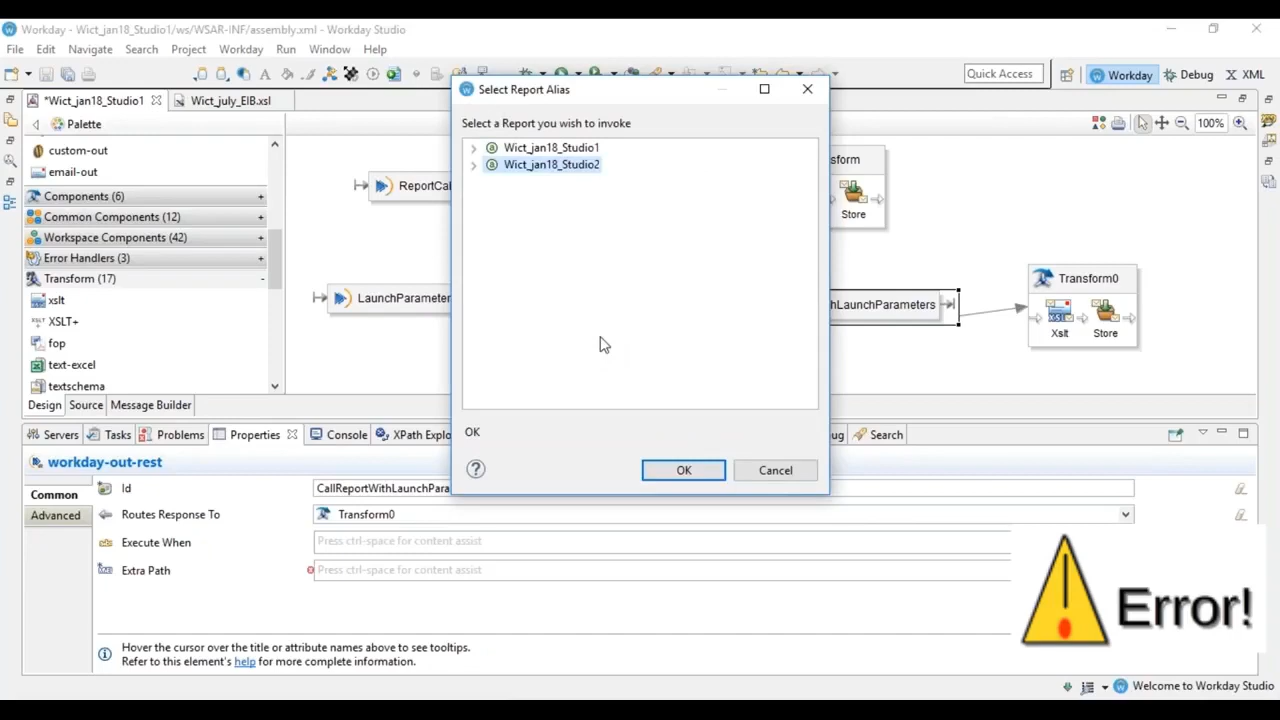 Workday - Wict_jan18_Studio1/ws/WSAR-INF/assembly.xml - Workday Studio
File Edit Navigate Search Project Workday Run Window Help
Quick Access
Workday
Debug
XML
*Wict_jan18_Studio1
Wict_july_EIB.xsl
Palette
custom-out
email-out
Components (6) +
Common Components (12) +
Workspace Components (42) +
Error Handlers (3) +
Transform (17) -
xslt
XSLT+
fop
text-excel
textschema
100%
ReportCal
LaunchParameter
Select Report Alias
Select a Report you wish to invoke
Wict_jan18_Studio1
Wict_jan18_Studio2
OK
OK
Cancel
sform
Store
hLaunchParameters
Transform0
Xslt
Store
Design Source Message Builder
Servers Tasks Problems Properties Console XPath Explo
ug Search
workday-out-rest
Common
Advanced
Id CallReportWithLaunchPara
Routes Response To Transform0
Execute When Press ctrl-space for content assist
Extra Path Press ctrl-space for content assist
Error!
Hover the cursor over the title or attribute names above to see tooltips.
Refer to this element's help for more complete information.
Welcome to Workday Studio